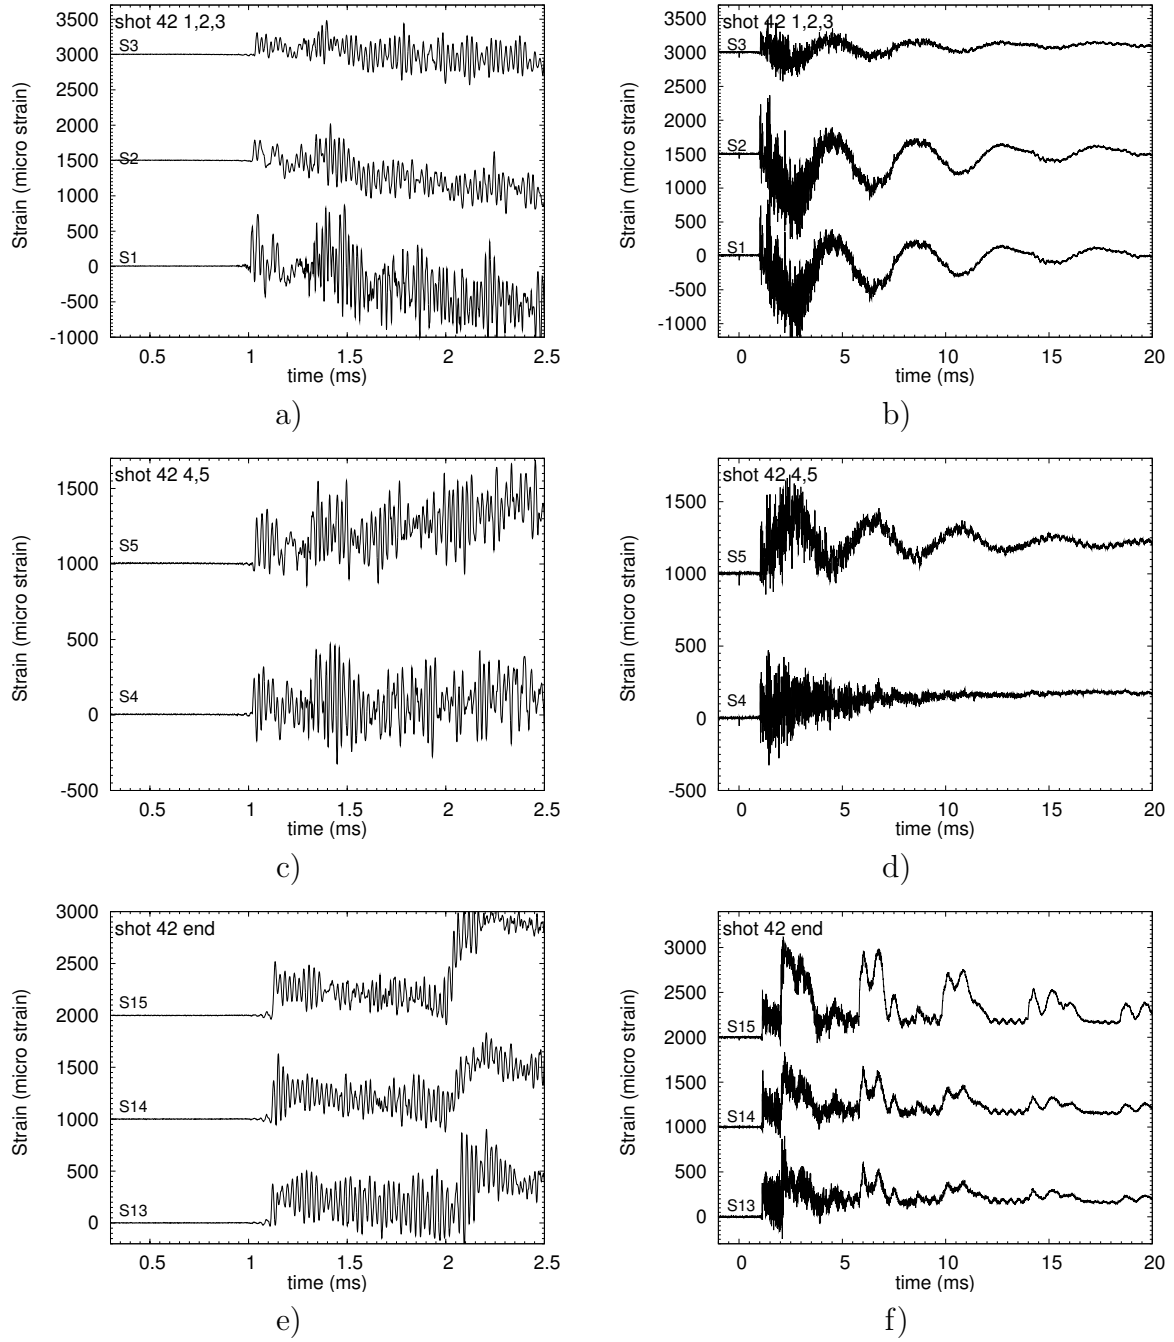 shot 42 1,2,3
Strain (micro strain)
3500
3000
2500
2000
1500
1000
500
0
-500
-1000
S3
S2
S1
0.5 1 1.5 2 2.5
time (ms)
a)
shot 42 1,2,3
Strain (micro strain)
3500
3000
2500
2000
1500
1000
500
0
-500
-1000
S3
S2
S1
0 5 10 15 20
time (ms)
b)
shot 42 4,5
Strain (micro strain)
1500
1000
500
0
-500
S5
S4
0.5 1 1.5 2 2.5
time (ms)
c)
shot 42 4,5
Strain (micro strain)
1500
1000
500
0
-500
S5
S4
0 5 10 15 20
time (ms)
d)
shot 42 end
Strain (micro strain)
3000
2500
2000
1500
1000
500
0
S15
S14
S13
0.5 1 1.5 2 2.5
time (ms)
e)
shot 42 end
Strain (micro strain)
3000
2500
2000
1500
1000
500
0
S15
S14
S13
0 5 10 15 20
time (ms)
f)